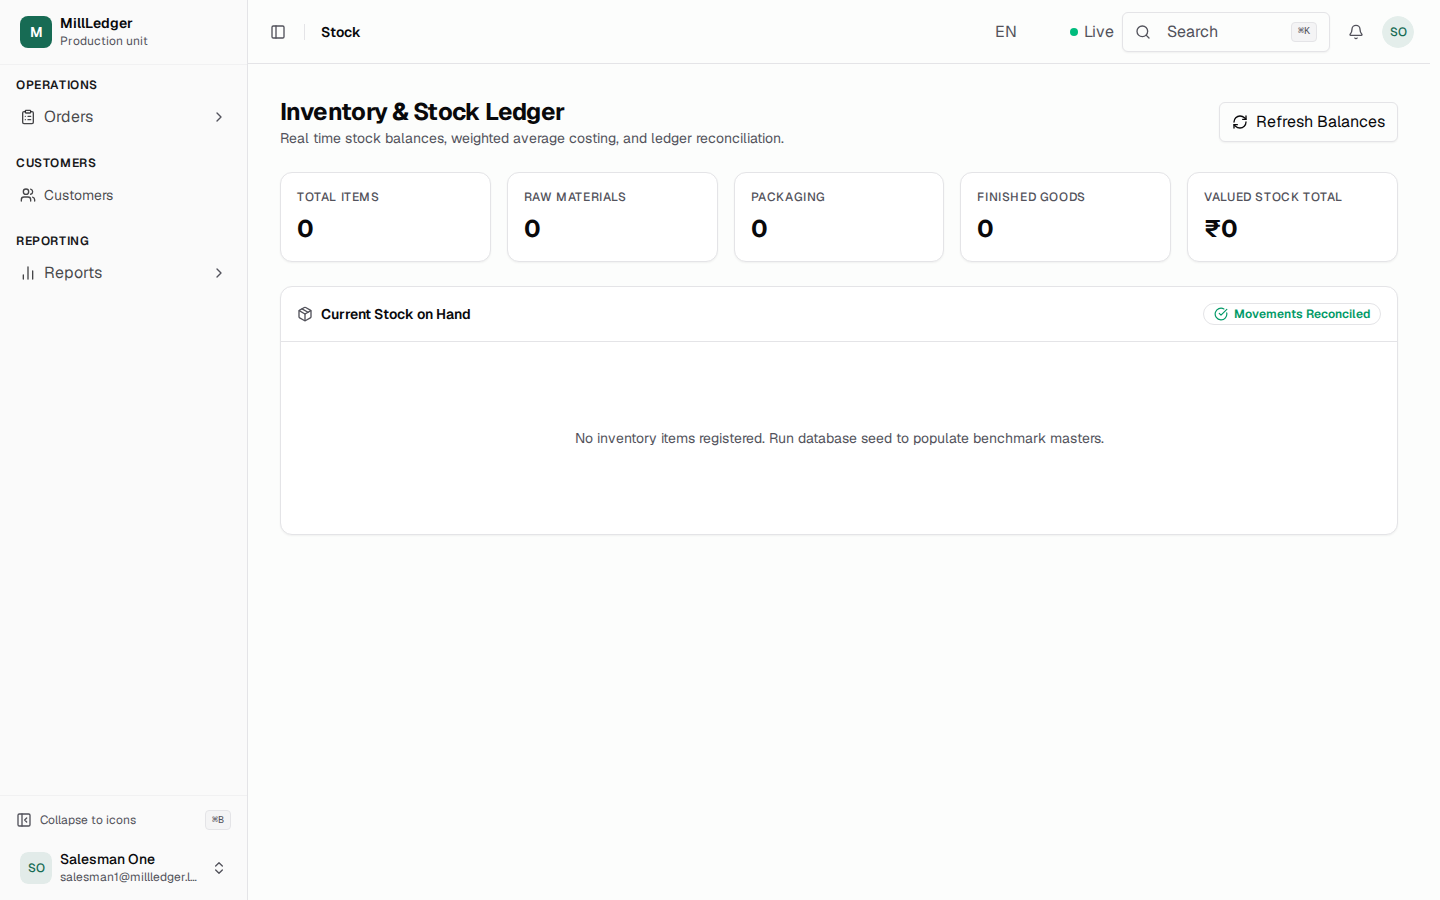 M
MillLedger
Production unit
OPERATIONS
Orders
CUSTOMERS
Customers
REPORTING
Reports
Collapse to icons
⌘B
SO
Salesman One
salesman1@millledger.l...
Stock
EN
Live
Search
⌘K
SO
Inventory & Stock Ledger
Real time stock balances, weighted average costing, and ledger reconciliation.
Refresh Balances
TOTAL ITEMS
0
RAW MATERIALS
0
PACKAGING
0
FINISHED GOODS
0
VALUED STOCK TOTAL
₹0
Current Stock on Hand
Movements Reconciled
No inventory items registered. Run database seed to populate benchmark masters.